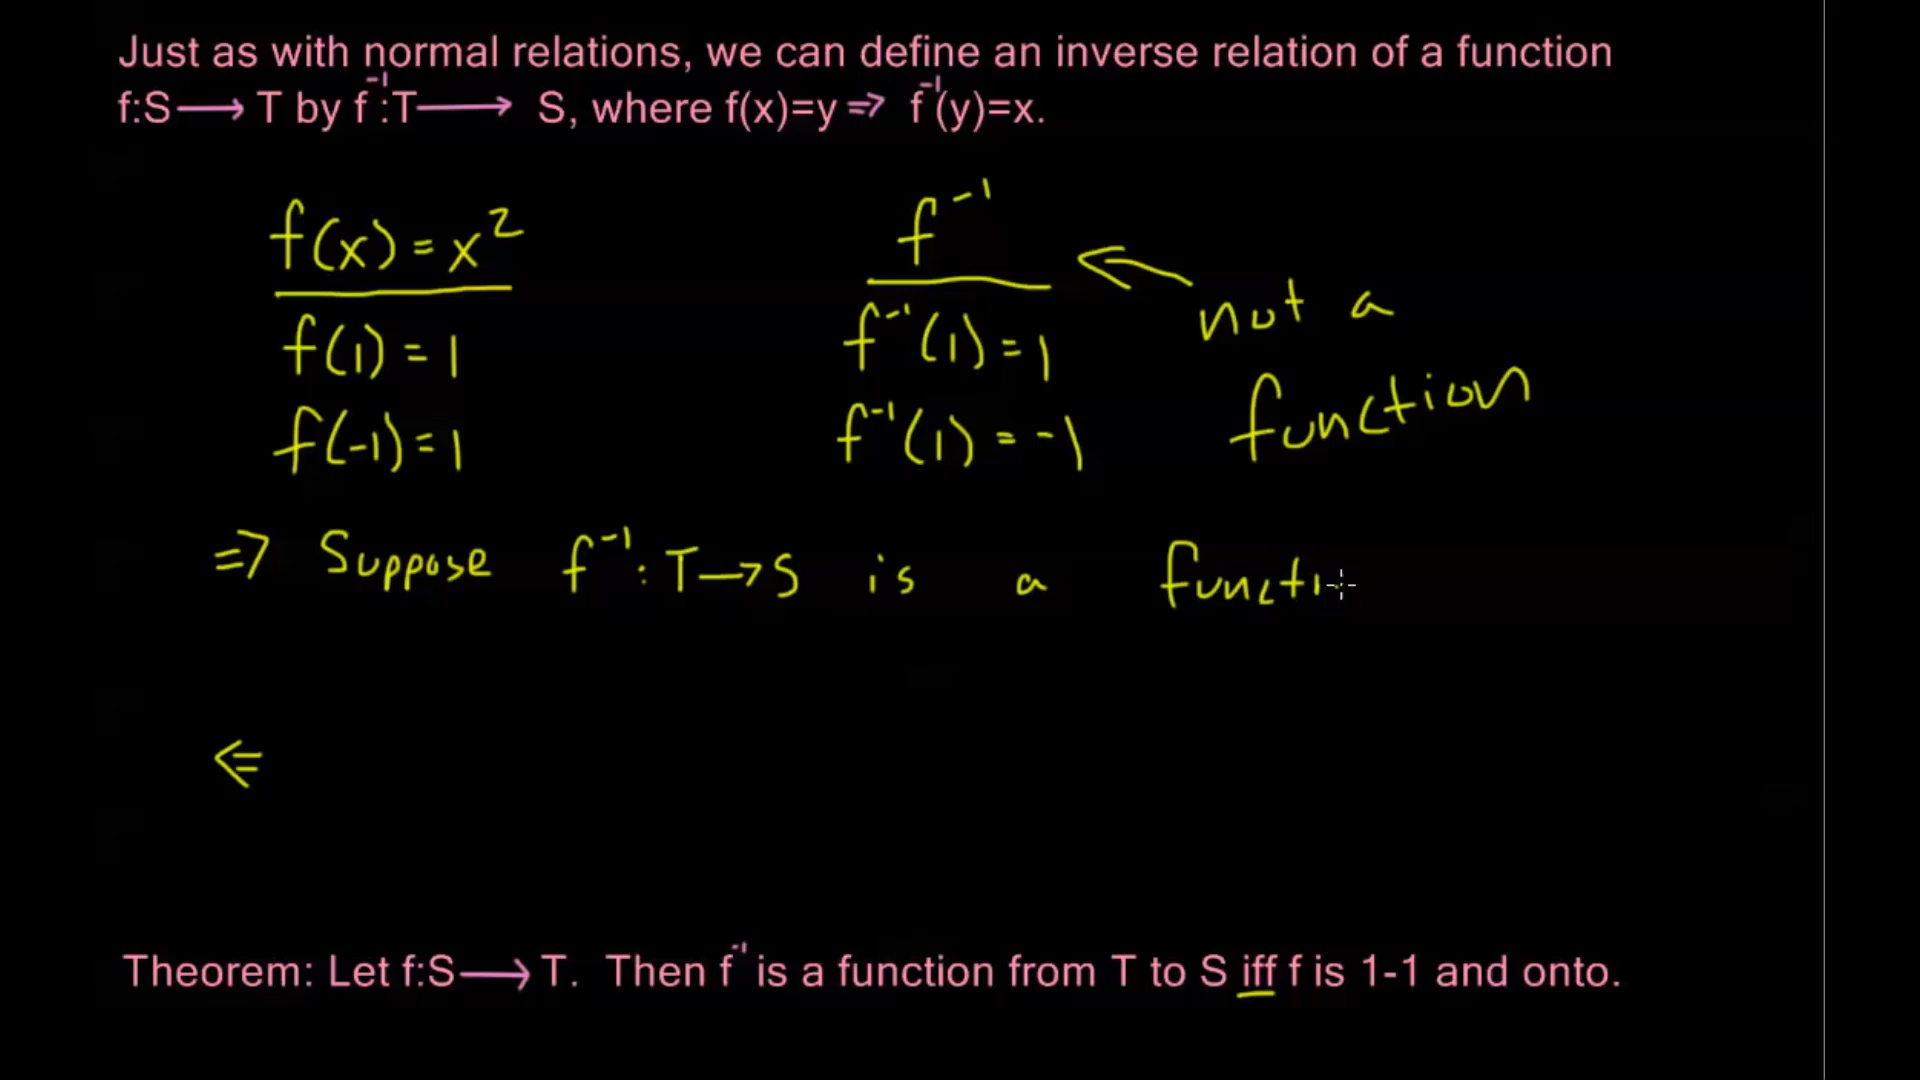 Just as with normal relations, we can define an inverse relation of a function
f:S⟶T by f⁻¹:T⟶ S, where f(x)=y ⇒ f⁻¹(y)=x.
f(x) = x²
f⁻¹
f(1) = 1
f⁻¹(1) = 1
not a
f(-1) = 1
f⁻¹(1) = -1
function
⇒ Suppose f⁻¹: T→S is a functi
⇐
Theorem: Let f:S⟶T. Then f⁻¹ is a function from T to S iff f is 1-1 and onto.